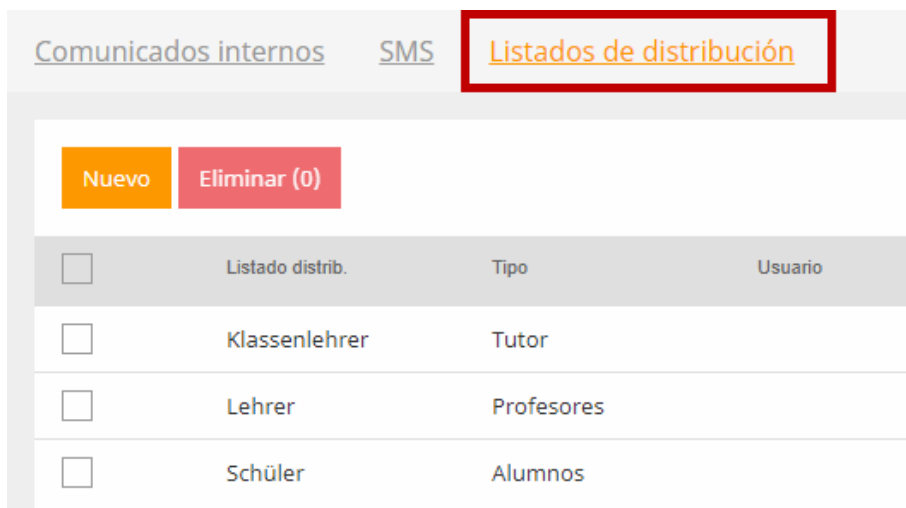 Comunicados internos SMS Listados de distribución
Nuevo Eliminar (0)
Listado distrib. Tipo Usuario
Klassenlehrer Tutor
Lehrer Profesores
Schüler Alumnos